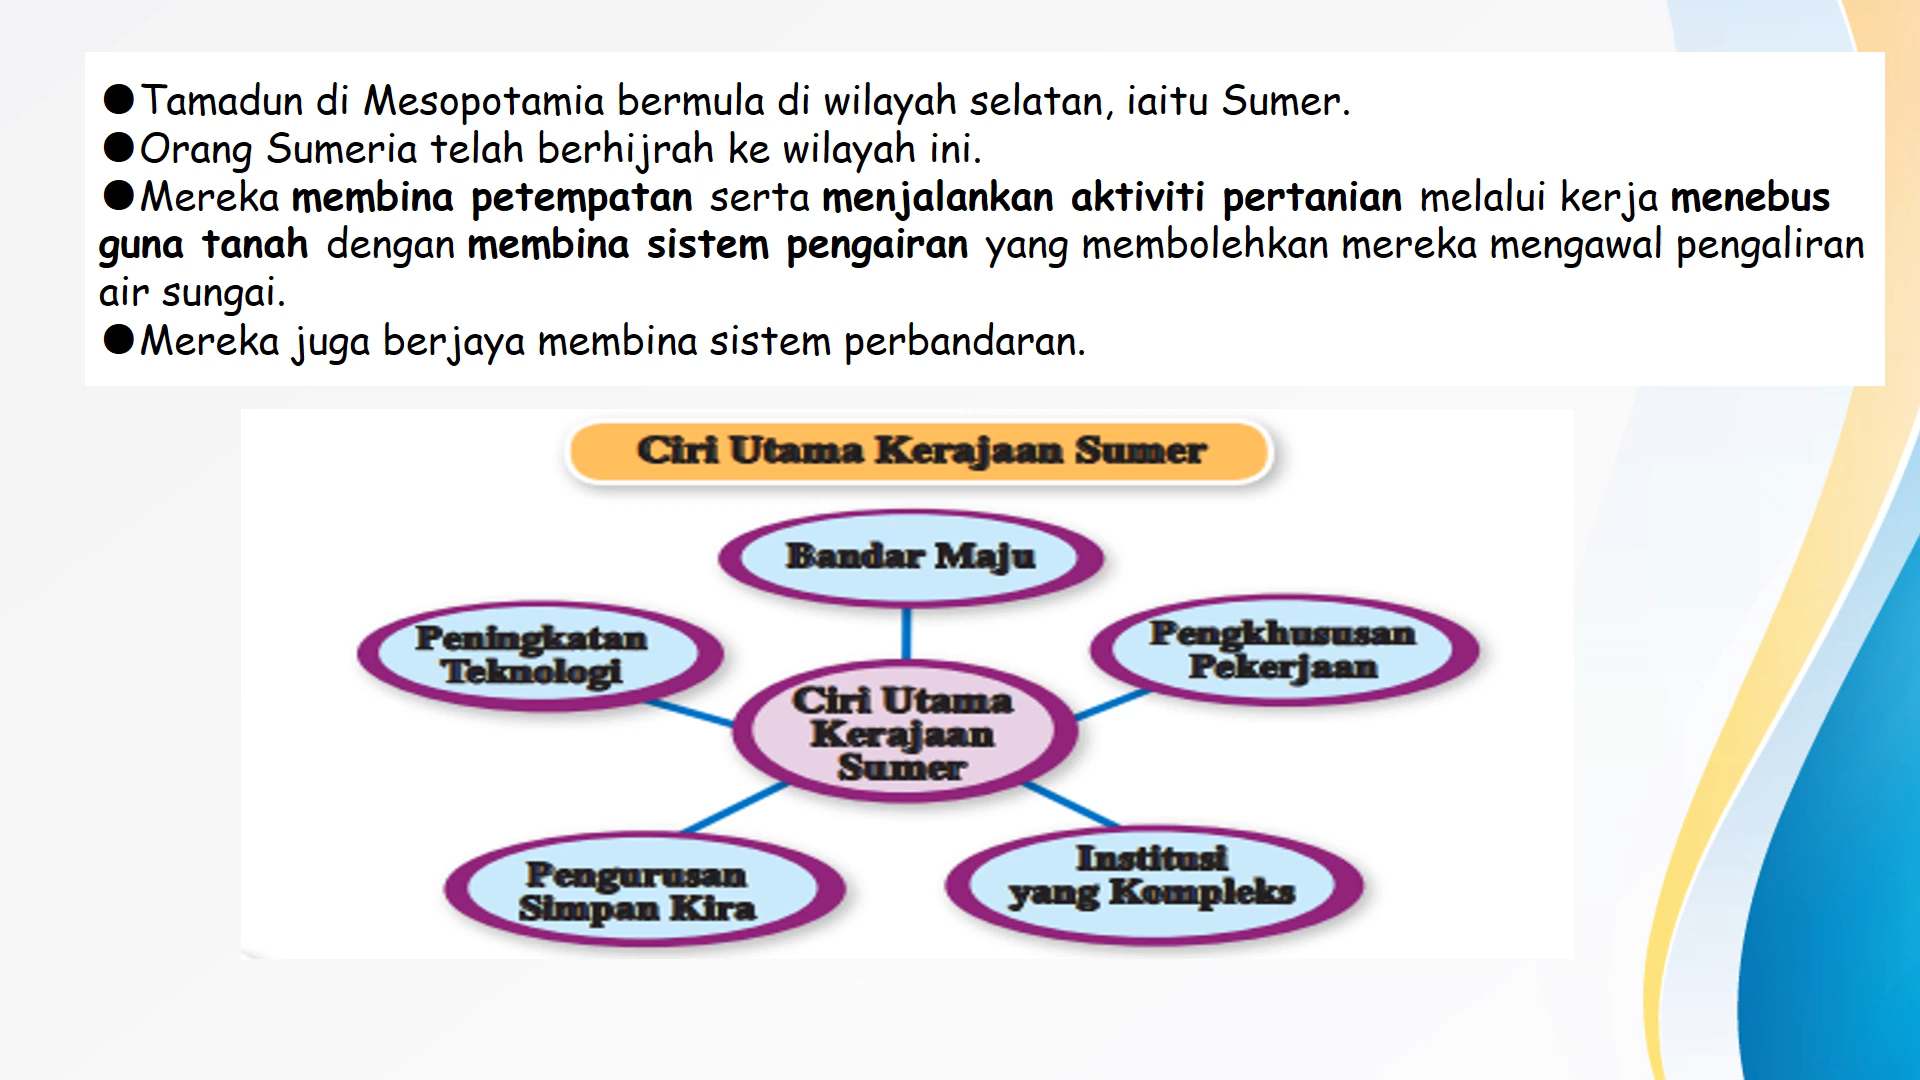 ●Tamadun di Mesopotamia bermula di wilayah selatan, iaitu Sumer.
●Orang Sumeria telah berhijrah ke wilayah ini.
●Mereka membina petempatan serta menjalankan aktiviti pertanian melalui kerja menebus
guna tanah dengan membina sistem pengairan yang membolehkan mereka mengawal pengaliran
air sungai.
●Mereka juga berjaya membina sistem perbandaran.
Ciri Utama Kerajaan Sumer
Bandar Maju
Peningkatan
Teknologi
Pengkhususan
Pekerjaan
Ciri Utama
Kerajaan
Sumer
Pengurusan
Simpan Kira
Institusi
yang Kompleks